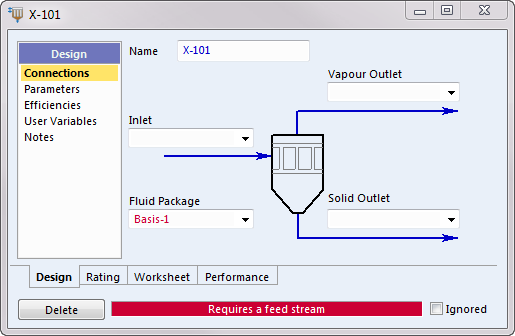 X-101
Design
Connections
Parameters
Efficiencies
User Variables
Notes
Name
X-101
Vapour Outlet
Inlet
Fluid Package
Basis-1
Solid Outlet
Design
Rating
Worksheet
Performance
Delete
Requires a feed stream
Ignored